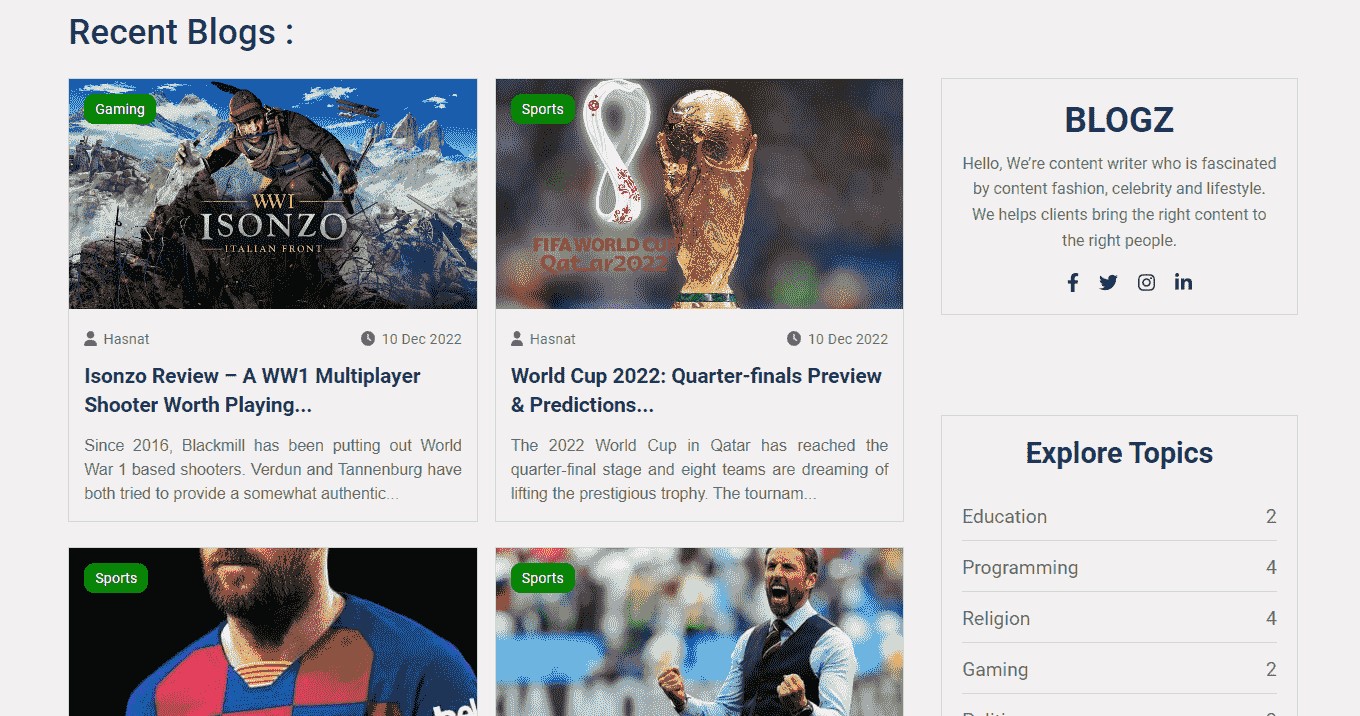 Recent Blogs :
Gaming
WWI
ISONZO
ITALIAN FRONT
Hasnat
10 Dec 2022
Isonzo Review – A WW1 Multiplayer
Shooter Worth Playing...
Since 2016, Blackmill has been putting out World
War 1 based shooters. Verdun and Tannenburg have
both tried to provide a somewhat authentic...
Sports
FIFA WORLD CUP
Qatar2022
Hasnat
10 Dec 2022
World Cup 2022: Quarter-finals Preview
& Predictions...
The 2022 World Cup in Qatar has reached the
quarter-final stage and eight teams are dreaming of
lifting the prestigious trophy. The tournam...
Sports
Sports
BLOGZ
Hello, We’re content writer who is fascinated
by content fashion, celebrity and lifestyle.
We helps clients bring the right content to
the right people.
Explore Topics
Education 2
Programming 4
Religion 4
Gaming 2